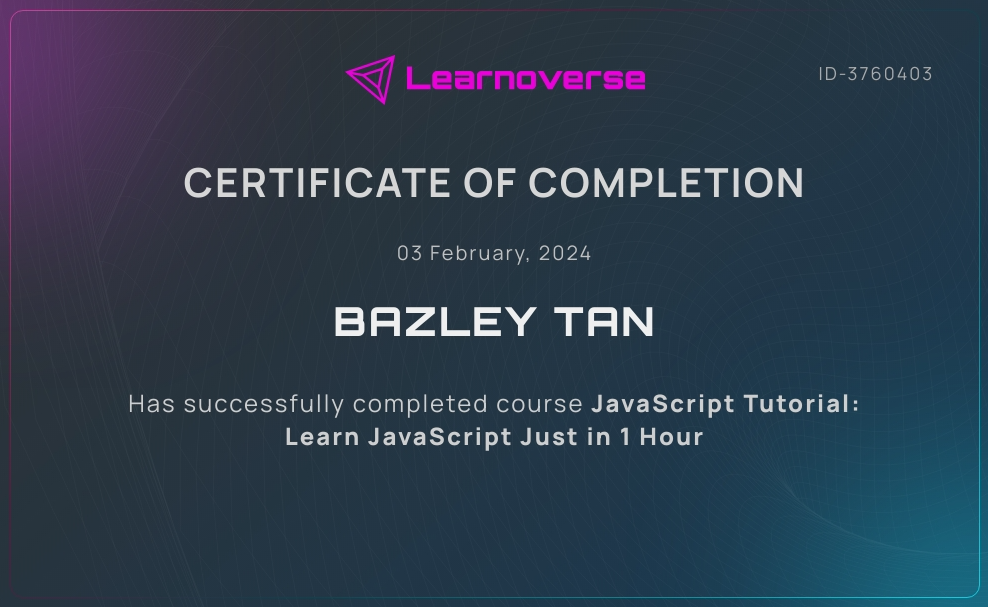 Learnoverse
ID-3760403
CERTIFICATE OF COMPLETION
03 February, 2024
BAZLEY TAN
Has successfully completed course JavaScript Tutorial:
Learn JavaScript Just in 1 Hour